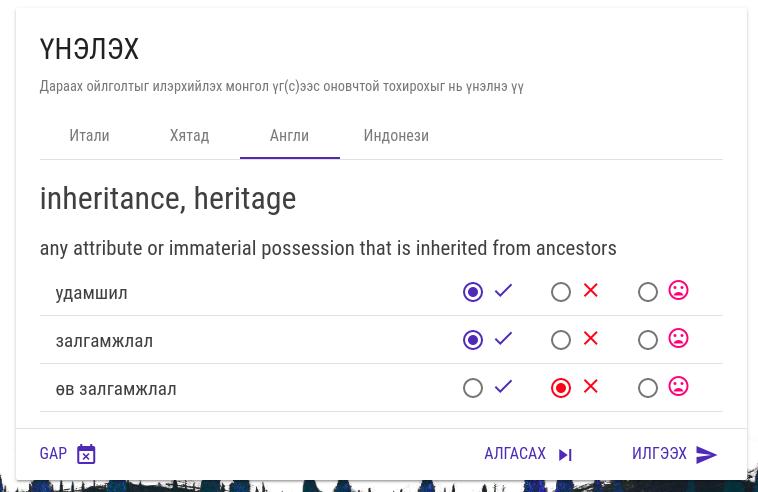 ҮНЭЛЭХ
Дараах ойлголтыг илэрхийлэх монгол үг(с)ээс оновчтой тохирохыг нь үнэлнэ үү
Итали Хятад Англи Индонези
inheritance, heritage
any attribute or immaterial possession that is inherited from ancestors
удамшил
залгамжлал
өв залгамжлал
GAP АЛГАСАХ ИЛГЭЭХ